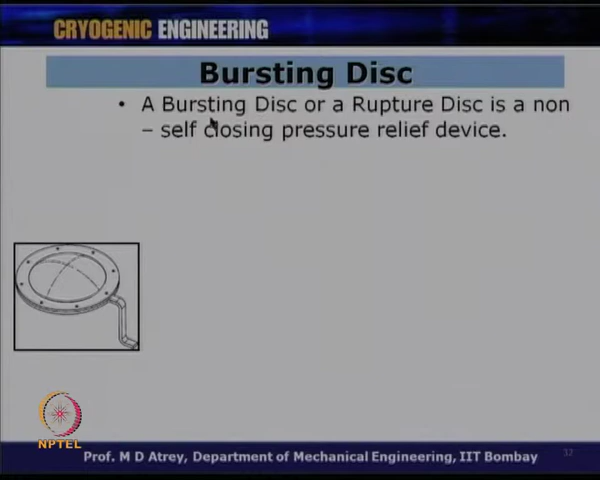 CRYOGENIC ENGINEERING
Bursting Disc
• A Bursting Disc or a Rupture Disc is a non
– self closing pressure relief device.
NPTEL
Prof. M D Atrey, Department of Mechanical Engineering, IIT Bombay
32